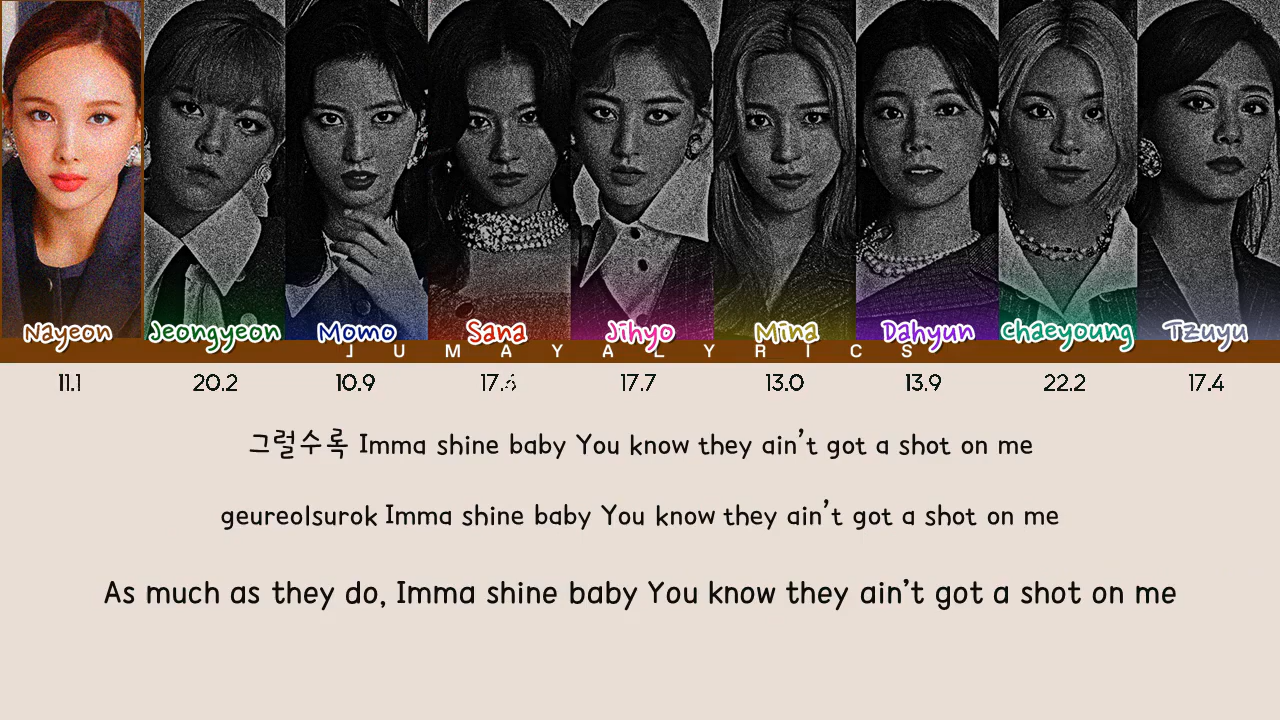 Nayeon Jeongyeon Momo Sana Jihyo Mina Dahyun Chaeyoung Tzuyu
JUMAYALYRICS
11.1 20.2 10.9 17.6 17.7 13.0 13.9 22.2 17.4
그럴수록 Imma shine baby You know they ain't got a shot on me
geureolsurok Imma shine baby You know they ain't got a shot on me
As much as they do, Imma shine baby You know they ain't got a shot on me